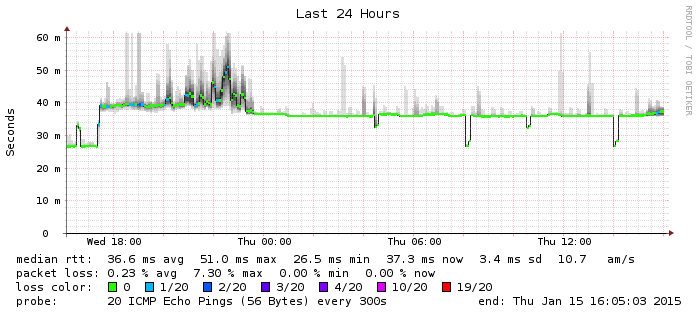 Last 24 Hours
RRDTOOL / TOBI OETIKER
Seconds
60 m
50 m
40 m
30 m
20 m
10 m
0
Wed 18:00 Thu 00:00 Thu 06:00 Thu 12:00
median rtt: 36.6 ms avg 51.0 ms max 26.5 ms min 37.3 ms now 3.4 ms sd 10.7 am/s
packet loss: 0.23 % avg 7.30 % max 0.00 % min 0.00 % now
loss color: 0 1/20 2/20 3/20 4/20 10/20 19/20
probe: 20 ICMP Echo Pings (56 Bytes) every 300s end: Thu Jan 15 16:05:03 2015